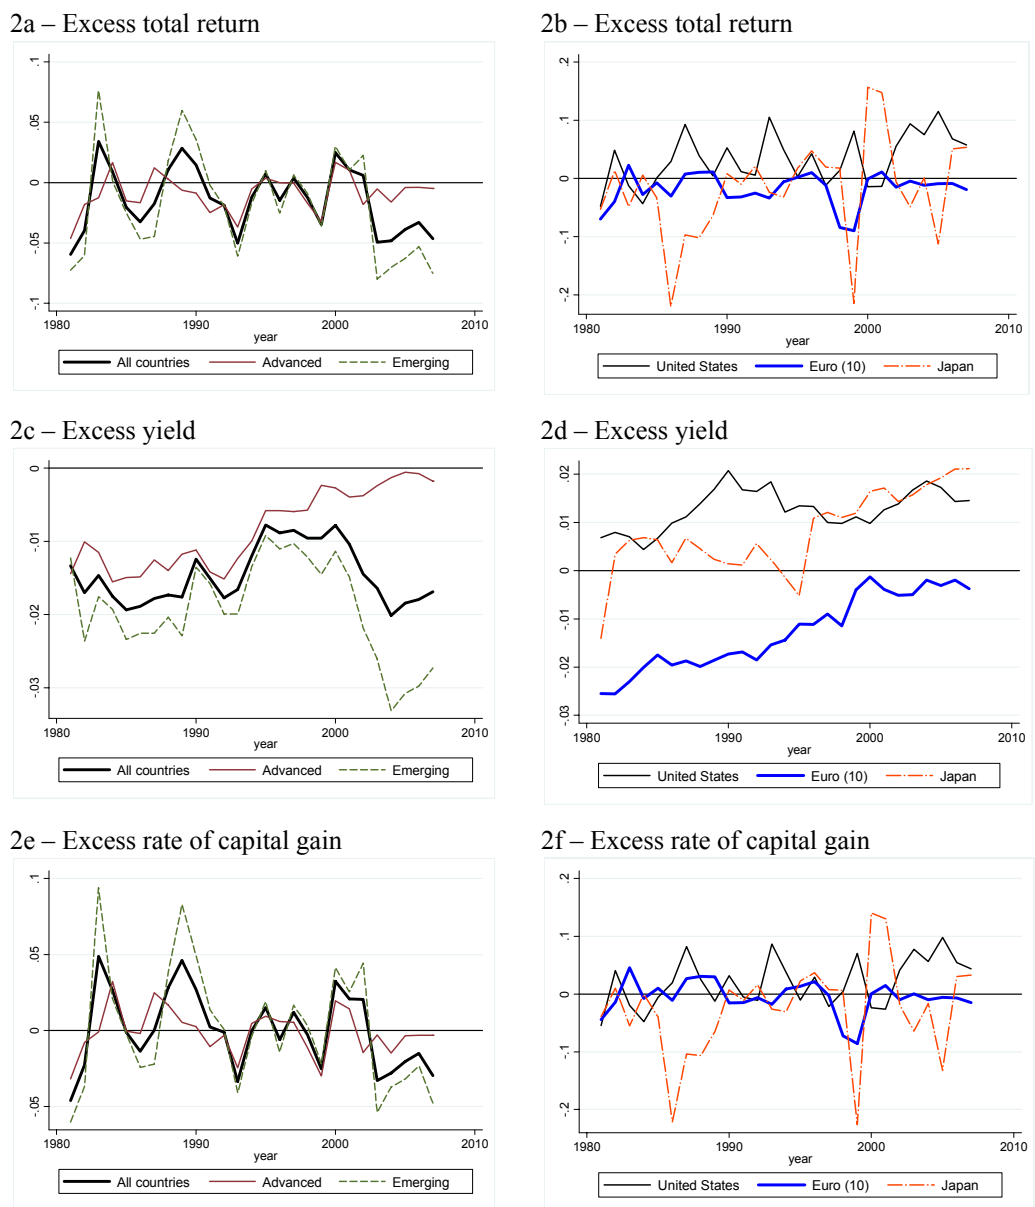 2a – Excess total return
.1
.05
0
-.05
-.1
1980 1990 2000 2010
year
All countries Advanced Emerging
2b – Excess total return
.2
.1
0
-.1
-.2
1980 1990 2000 2010
year
United States Euro (10) Japan
2c – Excess yield
0
-.01
-.02
-.03
1980 1990 2000 2010
year
All countries Advanced Emerging
2d – Excess yield
.02
.01
0
-.01
-.02
-.03
1980 1990 2000 2010
year
United States Euro (10) Japan
2e – Excess rate of capital gain
.1
.05
0
-.05
1980 1990 2000 2010
year
All countries Advanced Emerging
2f – Excess rate of capital gain
.2
.1
0
-.1
-.2
1980 1990 2000 2010
year
United States Euro (10) Japan